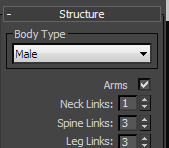 - Structure
Body Type
Male
Arms
Neck Links: 1
Spine Links: 3
Leg Links: 3